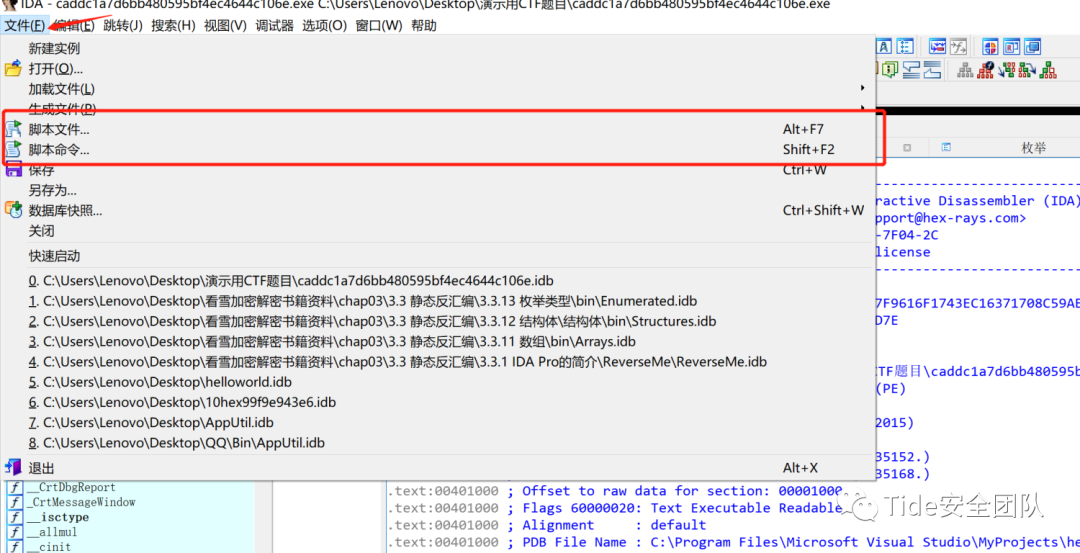 IDA - caddc1a7d6bb480595bf4ec4644c106e.exe C:\Users\Lenovo\Desktop\演示用CTF题目\caddc1a7d6bb480595bf4ec4644c106e.exe
文件(F) 编辑(E) 跳转(J) 搜索(H) 视图(V) 调试器 选项(O) 窗口(W) 帮助
新建实例
打开(O)...
加载文件(L)
生成文件(P)
脚本文件... Alt+F7
脚本命令... Shift+F2
保存 Ctrl+W
另存为...
数据库快照... Ctrl+Shift+W
关闭
快速启动
0. C:\Users\Lenovo\Desktop\演示用CTF题目\caddc1a7d6bb480595bf4ec4644c106e.idb
1. C:\Users\Lenovo\Desktop\看雪加密解密书籍资料\chap03\3.3 静态反汇编\3.3.13 枚举类型\bin\Enumerated.idb
2. C:\Users\Lenovo\Desktop\看雪加密解密书籍资料\chap03\3.3 静态反汇编\3.3.12 结构体\结构体\bin\Structures.idb
3. C:\Users\Lenovo\Desktop\看雪加密解密书籍资料\chap03\3.3 静态反汇编\3.3.11 数组\bin\Arrays.idb
4. C:\Users\Lenovo\Desktop\看雪加密解密书籍资料\chap03\3.3 静态反汇编\3.3.1 IDA Pro的简介\ReverseMe\ReverseMe.idb
5. C:\Users\Lenovo\Desktop\helloworld.idb
6. C:\Users\Lenovo\Desktop\10hex99f9e943e6.idb
7. C:\Users\Lenovo\Desktop\AppUtil.idb
8. C:\Users\Lenovo\Desktop\QQ\Bin\AppUtil.idb
退出 Alt+X
枚举
ractive Disassembler (IDA)
pport@hex-rays.com>
-7F04-2C
license
7F9616F1743EC16371708C59AE
D7E
CTF题目\caddc1a7d6bb480595b
(PE)
2015)
35152.)
35168.)
__CrtDbgReport
_CrtMessageWindow
__isctype
__allmul
__cinit
.text:00401000 ; Offset to raw data for section: 00001000
.text:00401000 ; Flags 60000020: Text Executable Readable
.text:00401000 ; Alignment : default
.text:00401000 ; PDB File Name : C:\Program Files\Microsoft Visual Studio\MyProjects\he
Tide安全团队